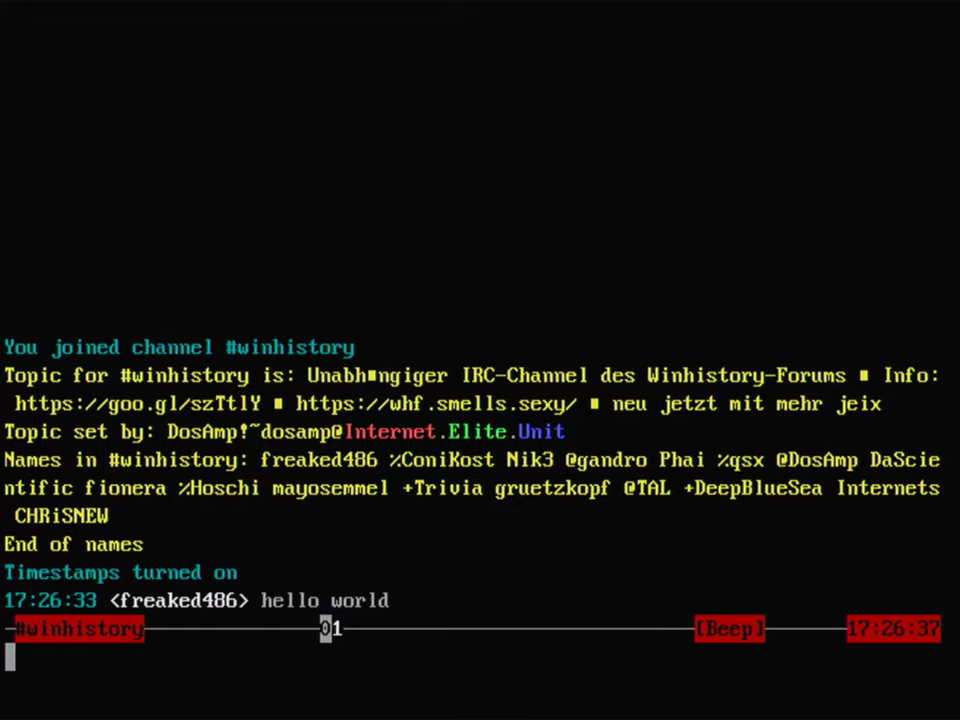 You joined channel #winhistory
Topic for #winhistory is: Unabh■ngiger IRC-Channel des Winhistory-Forums ■ Info:
https://goo.gl/szTtlY ■ https://whf.smells.sexy/ ■ neu jetzt mit mehr jeix
Topic set by: DosAmp!~dosamp@Internet.Elite.Unit
Names in #winhistory: freaked486 %ConiKost Nik3 @gandro Phai %qsx @DosAmp DaScie
ntific fionera %Hoschi mayosemmel +Trivia gruetzkopf @TAL +DeepBlueSea Internets
CHRiSNEW
End of names
Timestamps turned on
17:26:33 <freaked486> hello world
#winhistory 01 [Beep] 17:26:37